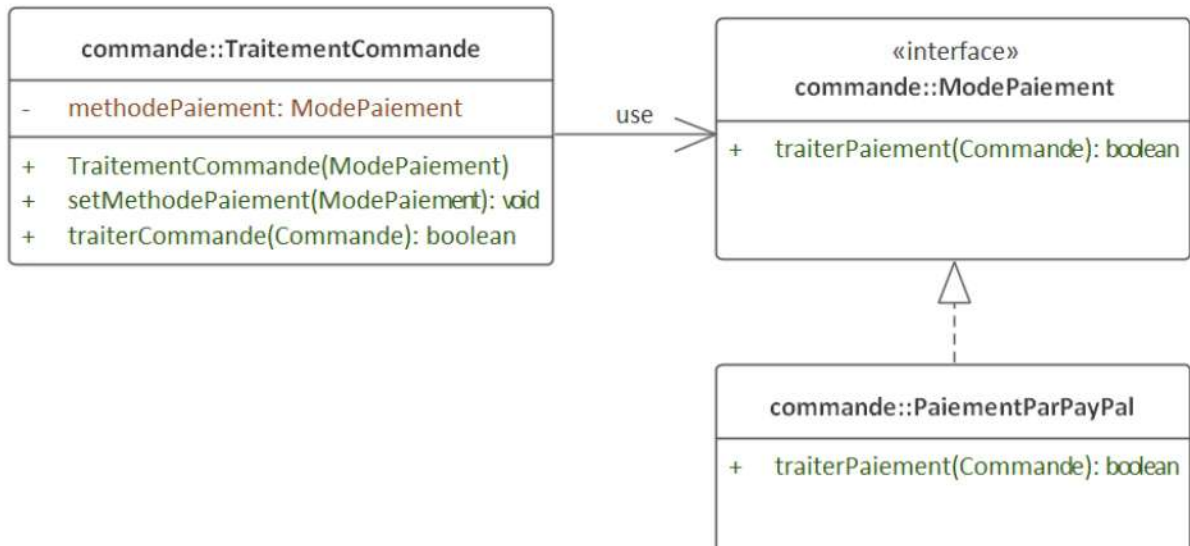 commande::TraitementCommande
- methodePaiement: ModePaiement
+ TraitementCommande(ModePaiement)
+ setMethodePaiement(ModePaiement): void
+ traiterCommande(Commande): boolean
use
«interface»
commande::ModePaiement
+ traiterPaiement(Commande): boolean
commande::PaiementParPayPal
+ traiterPaiement(Commande): boolean